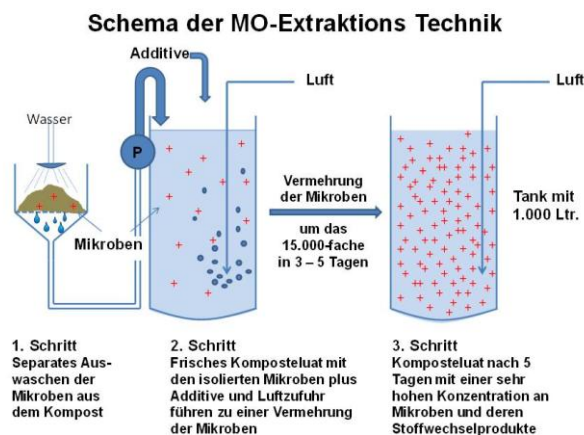 Schema der MO-Extraktions Technik
Additive
Luft
Luft
Wasser
P
Mikroben
Vermehrung
der Mikroben
um das
15.000-fache
in 3 – 5 Tagen
Tank mit
1.000 Ltr.
1. Schritt
Separates Aus-
waschen der
Mikroben aus
dem Kompost
2. Schritt
Frisches Komposteluat mit
den isolierten Mikroben plus
Additive und Luftzufuhr
führen zu einer Vermehrung
der Mikroben
3. Schritt
Komposteluat nach 5
Tagen mit einer sehr
hohen Konzentration an
Mikroben und deren
Stoffwechselprodukte